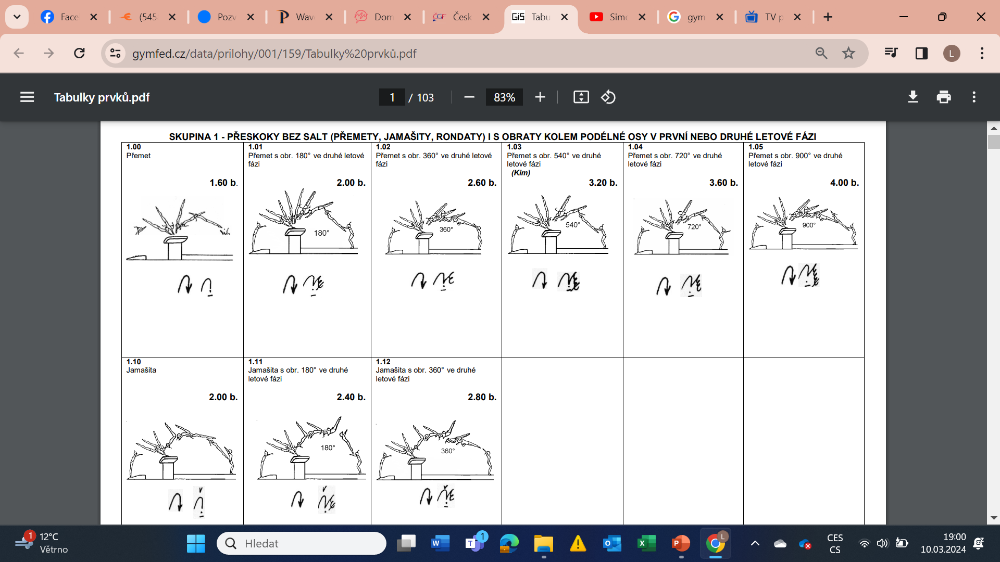 Face
(545
Pozv
Wav
Dom
Česk
GiS Tabu
Simo
gym
TV p
gymfed.cz/data/prilohy/001/159/Tabulky%20prvků.pdf
L
Tabulky prvků.pdf
1 / 103
83%
SKUPINA 1 - PŘESKOKY BEZ SALT (PŘEMETY, JAMAŠITY, RONDATY) I S OBRATY KOLEM PODÉLNÉ OSY V PRVNÍ NEBO DRUHÉ LETOVÉ FÁZI
1.00
Přemet
1.60 b.
1.01
Přemet s obr. 180° ve druhé letové
fázi
2.00 b.
180°
1.02
Přemet s obr. 360° ve druhé letové
fázi
2.60 b.
360°
1.03
Přemet s obr. 540° ve druhé
letové fázi
(Kim)
3.20 b.
540°
1.04
Přemet s obr. 720° ve druhé
letové fázi
3.60 b.
720°
1.05
Přemet s obr. 900° ve druhé
letové fázi
4.00 b.
900°
1.10
Jamašita
2.00 b.
1.11
Jamašita s obr. 180° ve druhé
letové fázi
2.40 b.
180°
1.12
Jamašita s obr. 360° ve druhé
letové fázi
2.80 b.
360°
1
12°C
Větrno
Hledat
1
L
CES
CS
19:00
10.03.2024